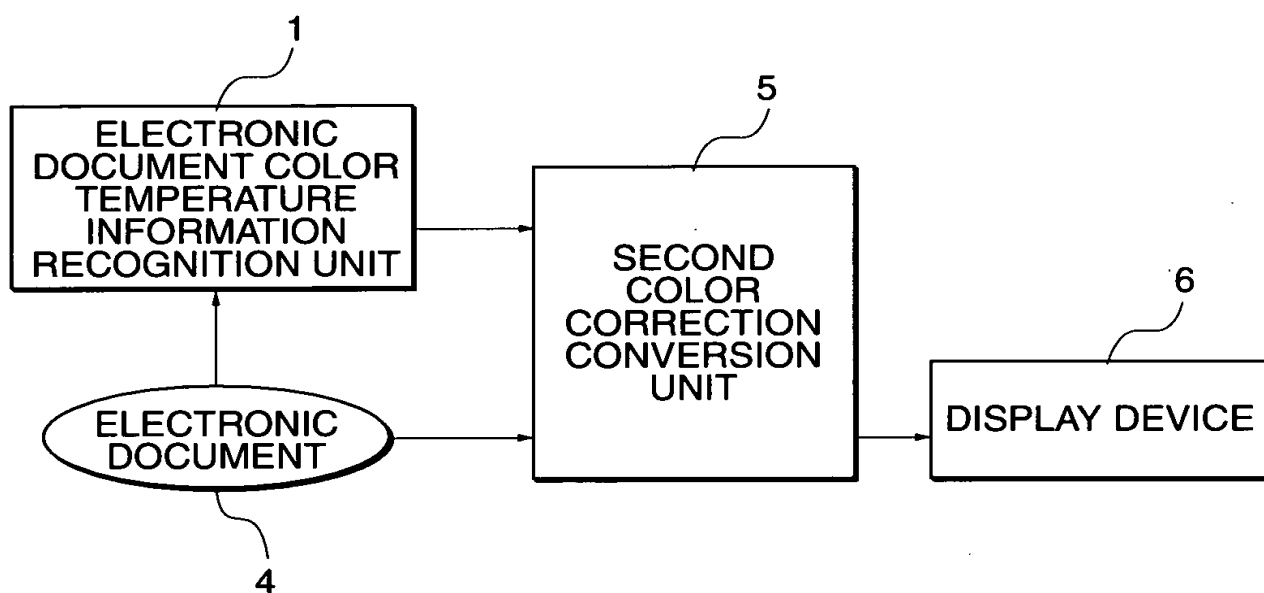 1
ELECTRONIC
DOCUMENT COLOR
TEMPERATURE
INFORMATION
RECOGNITION UNIT
5
SECOND
COLOR
CORRECTION
CONVERSION
UNIT
6
DISPLAY DEVICE
ELECTRONIC
DOCUMENT
4